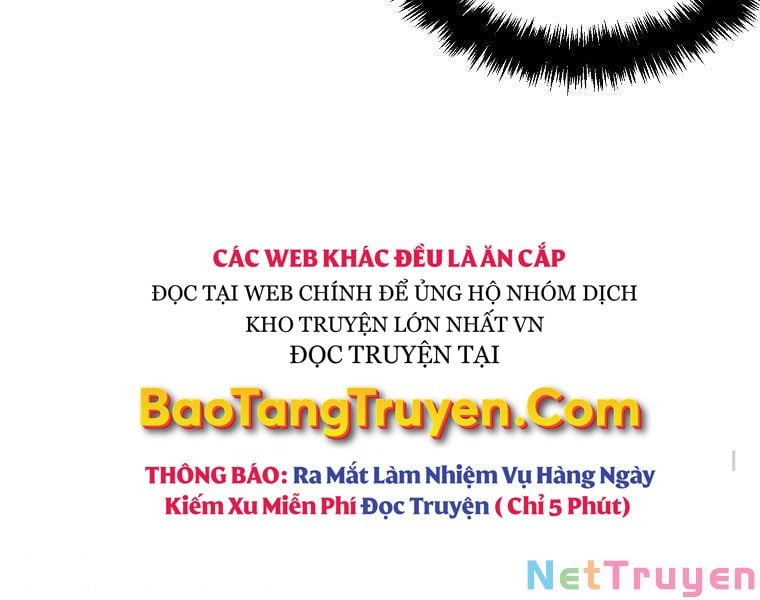 CÁC WEB KHÁC ĐỀU LÀ ĂN CẮP
ĐỌC TẠI WEB CHÍNH ĐỂ ỦNG HỘ NHÓM DỊCH
KHO TRUYỆN LỚN NHẤT VN
ĐỌC TRUYỆN TẠI
BaoTangTruyen.Com
THÔNG BÁO: Ra Mắt Làm Nhiệm Vụ Hàng Ngày
Kiếm Xu Miễn Phí Đọc Truyện ( Chỉ 5 Phút)
NetTruyen